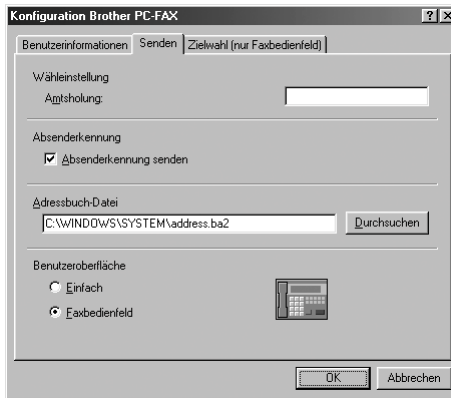 Konfiguration Brother PC-FAX
Benutzerinformationen Senden Zielwahl (nur Faxbedienfeld)
Wähleinstellung
Amtsholung:
Absenderkennung
Absenderkennung senden
Adressbuch-Datei
C:\WINDOWS\SYSTEM\address.ba2 Durchsuchen
Benutzeroberfläche
Einfach
Faxbedienfeld
OK Abbrechen